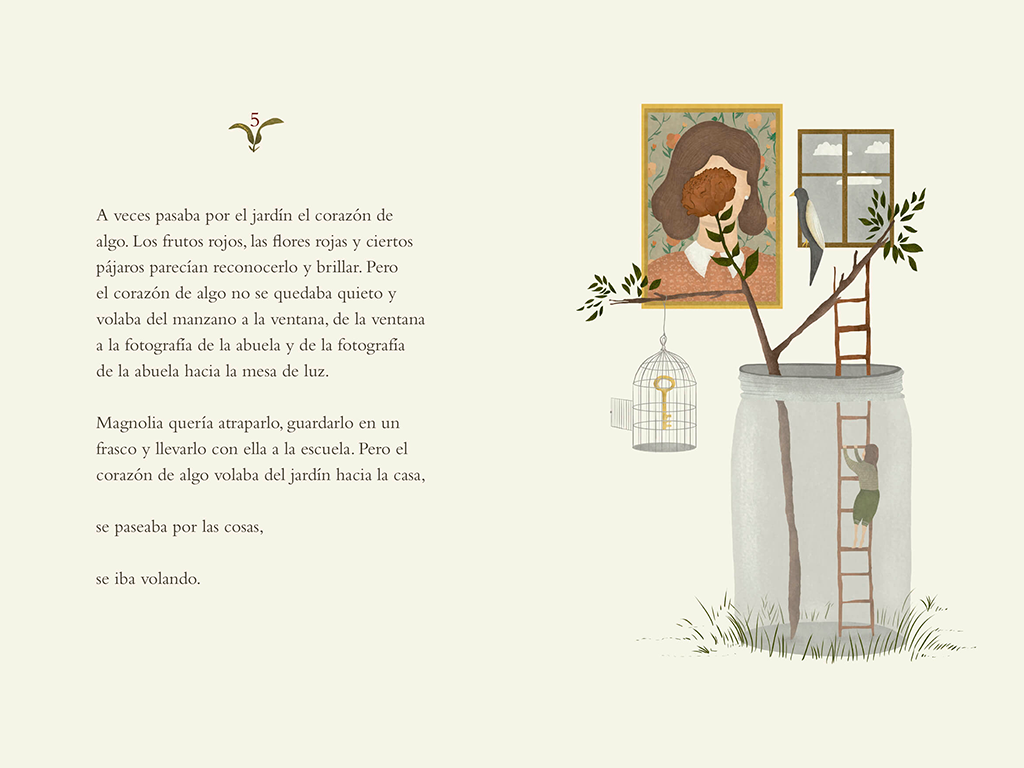 5
A veces pasaba por el jardín el corazón de
algo. Los frutos rojos, las flores rojas y ciertos
pájaros parecían reconocerlo y brillar. Pero
el corazón de algo no se quedaba quieto y
volaba del manzano a la ventana, de la ventana
a la fotografía de la abuela y de la fotografía
de la abuela hacia la mesa de luz.
Magnolia quería atraparlo, guardarlo en un
frasco y llevarlo con ella a la escuela. Pero el
corazón de algo volaba del jardín hacia la casa,
se paseaba por las cosas,
se iba volando.